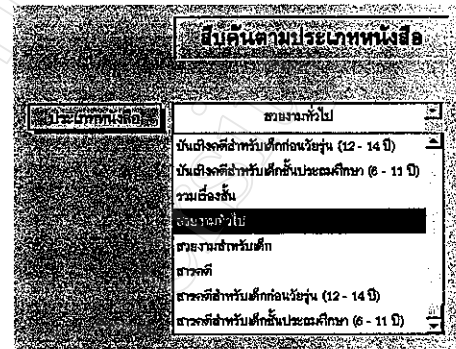 สืบค้นตามประเภทหนังสือ
ประเภทหนังสือ
สวยงามทั่วไป
บันเทิงคดีสำหรับเด็กก่อนวัยรุ่น (12 - 14 ปี)
บันเทิงคดีสำหรับเด็กชั้นประถมศึกษา (6 - 11 ปี)
รวมเรื่องสั้น
สวยงามทั่วไป
สวยงามสำหรับเด็ก
สารคดี
สารคดีสำหรับเด็กก่อนวัยรุ่น (12 - 14 ปี)
สารคดีสำหรับเด็กชั้นประถมศึกษา (6 - 11 ปี)